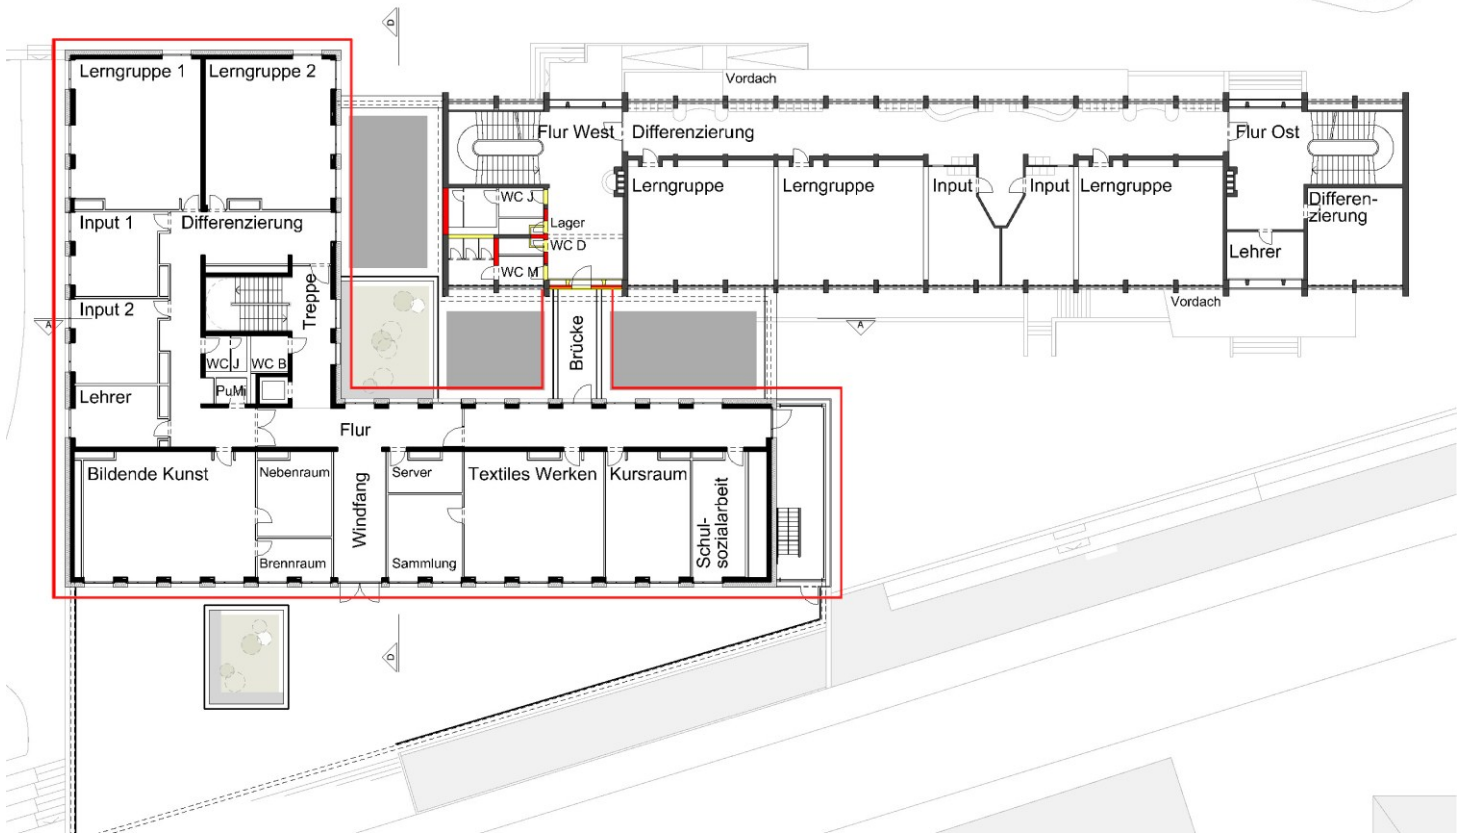 D
Lerngruppe 1
Lerngruppe 2
Vordach
Flur West
Differenzierung
Flur Ost
Lerngruppe
Lerngruppe
Input
Input
Lerngruppe
WC J
Differen-
zierung
Input 1
Differenzierung
Lager
WC D
Lehrer
WC M
Treppe
Input 2
Vordach
A
A
Brücke
WC J
WC B
PuMi
Lehrer
Flur
Bildende Kunst
Nebenraum
Windfang
Server
Textiles Werken
Kursraum
Schul-
sozialarbeit
Brennraum
Sammlung
D